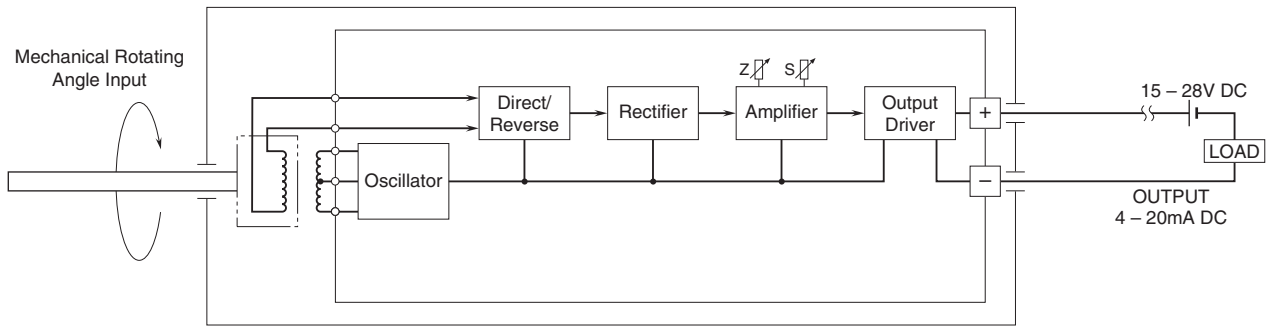 Mechanical Rotating
Angle Input
Z
S
Direct/
Reverse
Rectifier
Amplifier
Output
Driver
+
15 – 28V DC
LOAD
Oscillator
–
OUTPUT
4 – 20mA DC